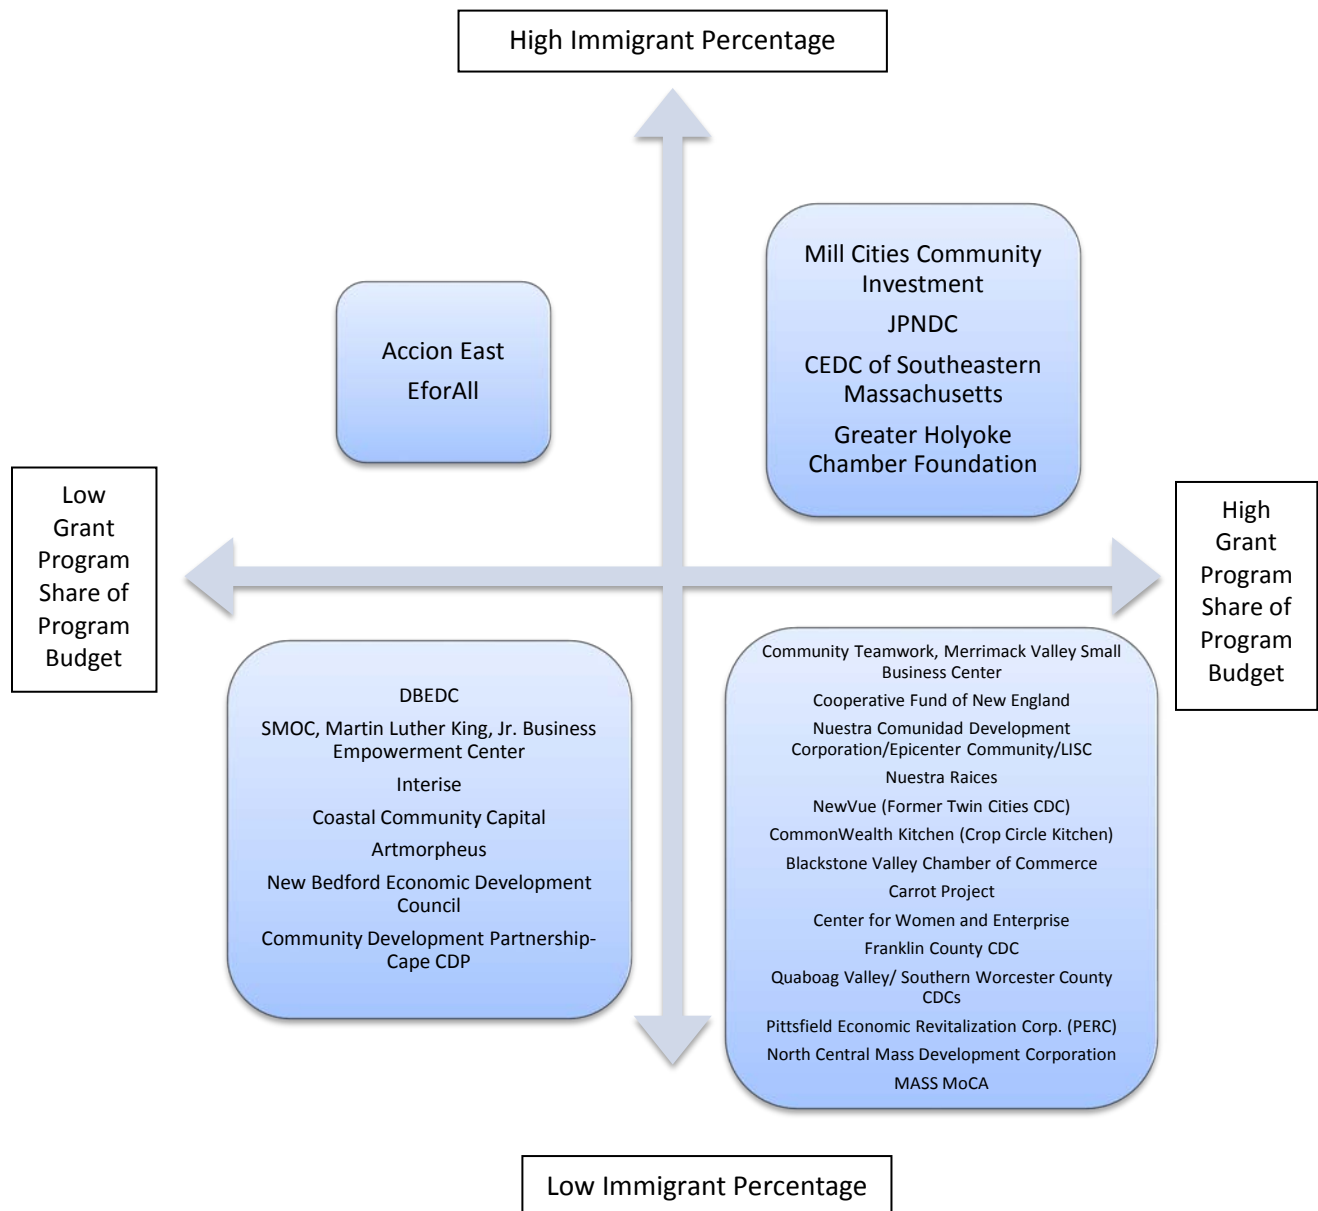 High Immigrant Percentage
Mill Cities Community
Investment
JPNDC
CEDC of Southeastern
Massachusetts
Greater Holyoke
Chamber Foundation
Accion East
EforAll
Low
Grant
Program
Share of
Program
Budget
High
Grant
Program
Share of
Program
Budget
DBEDC
SMOC, Martin Luther King, Jr. Business
Empowerment Center
Interise
Coastal Community Capital
Artmorpheus
New Bedford Economic Development
Council
Community Development Partnership-
Cape CDP
Community Teamwork, Merrimack Valley Small
Business Center
Cooperative Fund of New England
Nuestra Comunidad Development
Corporation/Epicenter Community/LISC
Nuestra Raices
NewVue (Former Twin Cities CDC)
CommonWealth Kitchen (Crop Circle Kitchen)
Blackstone Valley Chamber of Commerce
Carrot Project
Center for Women and Enterprise
Franklin County CDC
Quaboag Valley/ Southern Worcester County
CDCs
Pittsfield Economic Revitalization Corp. (PERC)
North Central Mass Development Corporation
MASS MoCA
Low Immigrant Percentage